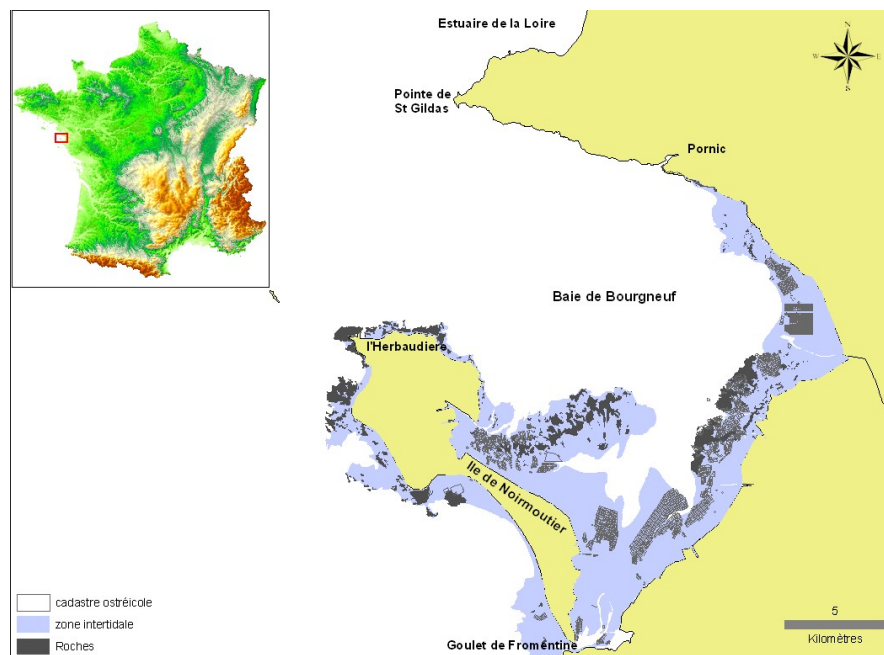 Estuaire de la Loire
N
W
E
S
Pointe de
St Gildas
Pornic
Baie de Bourgneuf
l'Herbaudiere
Ile de Noirmoutier
cadastre ostréicole
zone intertidale
Roches
Goulet de Fromentine
5
Kilomètres